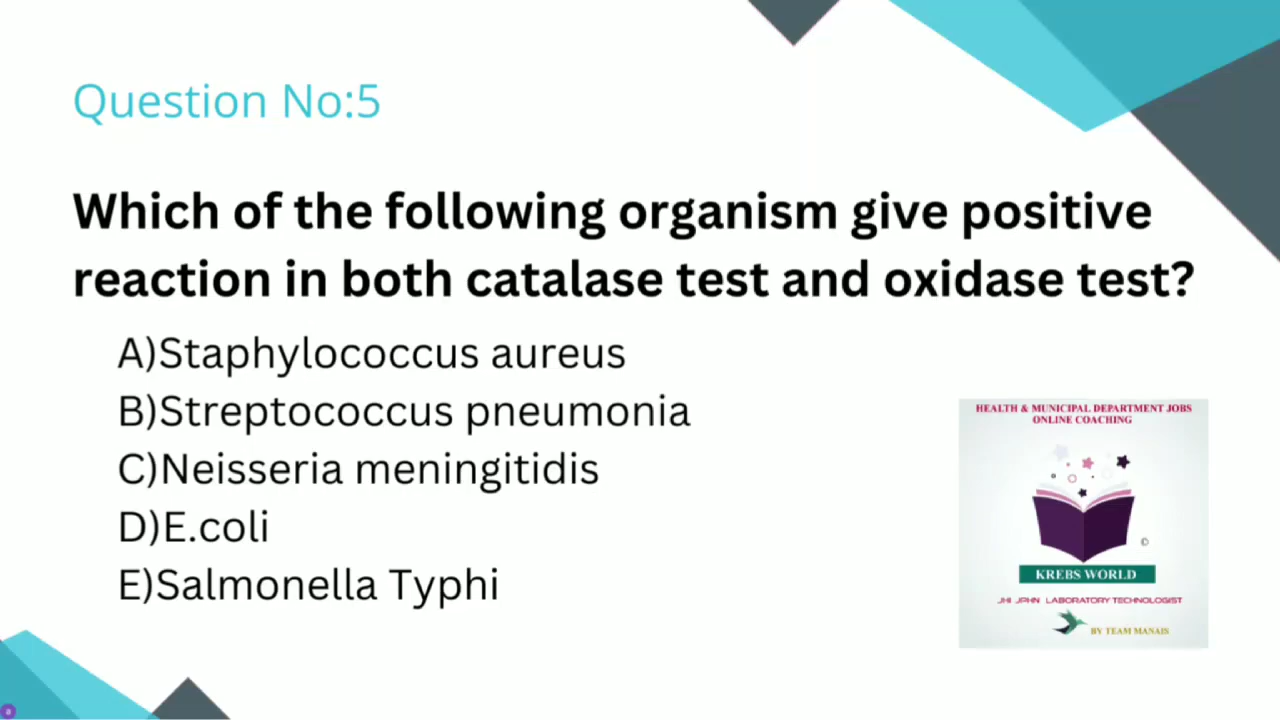 Question No:5
Which of the following organism give positive
reaction in both catalase test and oxidase test?
A)Staphylococcus aureus
B)Streptococcus pneumonia
C)Neisseria meningitidis
D)E.coli
E)Salmonella Typhi
HEALTH & MUNICIPAL DEPARTMENT JOBS
ONLINE COACHING
©
KREBS WORLD
JHI JPHN LABORATORY TECHNOLOGIST
BY TEAM MANAIS
a